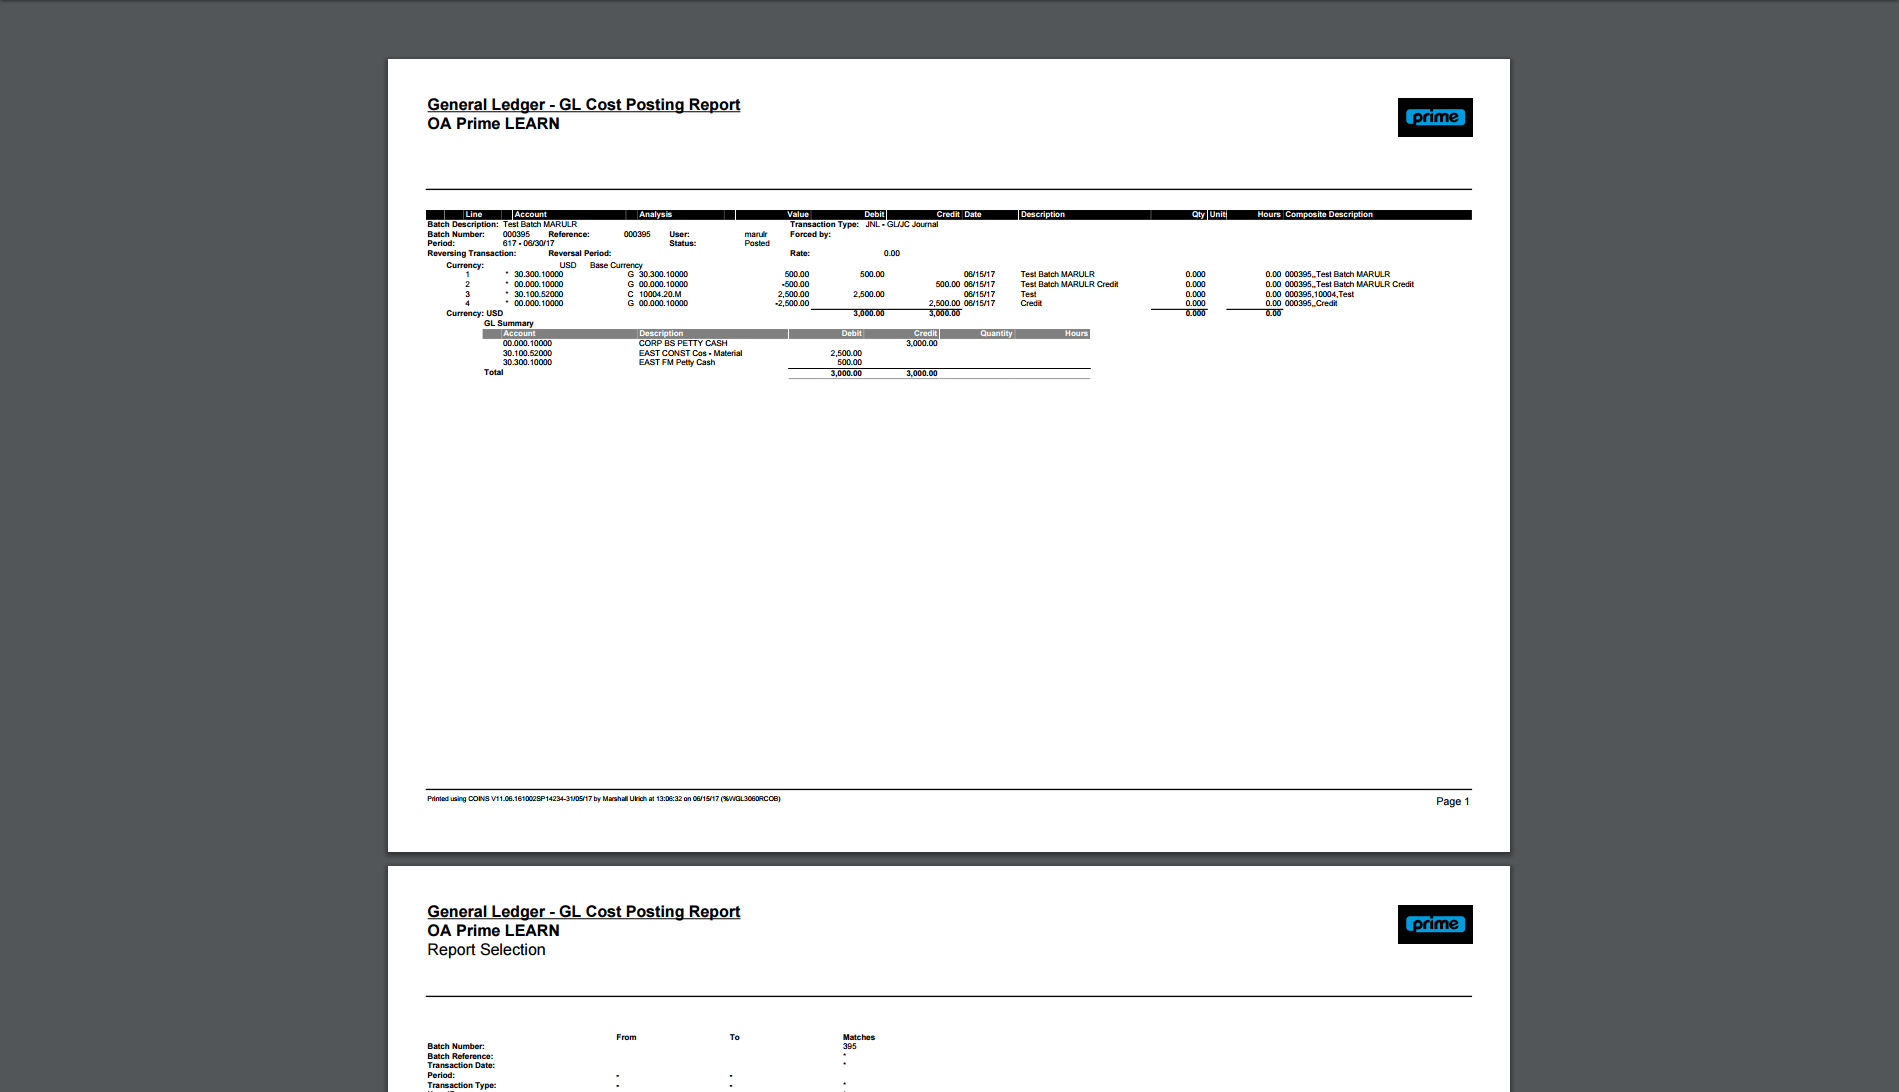 General Ledger - GL Cost Posting Report
OA Prime LEARN
prime
Line Account Analysis Value Debit Credit Date Description Qty Units Hours Composite Description
Batch Description: Test Batch MARULR Transaction Type: JNL - GL/JC Journal
Batch Number: 000395 Reference: 000395 User: marulr Forced by:
Period: 617 - 06/30/17 Status: Posted
Reversing Transaction: Reversal Period: Rate: 0.00
Currency: USD Base Currency
1 * 30.300.10000 G 30.300.10000 500.00 500.00 06/15/17 Test Batch MARULR 0.000 0.00 000395,,Test Batch MARULR
2 * 00.000.10000 G 00.000.10000 -500.00 500.00 06/15/17 Test Batch MARULR Credit 0.000 0.00 000395,,Test Batch MARULR Credit
3 * 30.100.52000 C 10004.20.M 2,500.00 2,500.00 06/15/17 Test 0.000 0.00 000395,10004,Test
4 * 00.000.10000 G 00.000.10000 -2,500.00 2,500.00 06/15/17 Credit 0.000 0.00 000395,,Credit
Currency: USD 3,000.00 3,000.00 0.000 0.00
GL Summary
Account Description Debit Credit Quantity Hours
00.000.10000 CORP BS PETTY CASH 3,000.00
30.100.52000 EAST CONST Cos - Material 2,500.00
30.300.10000 EAST FM Petty Cash 500.00
Total 3,000.00 3,000.00
Printed using COINS V11.06.161002SP14234-31/05/17 by Marshall Ulrich at 13:06:32 on 06/15/17 (%WGL3060RCOB)
Page 1
General Ledger - GL Cost Posting Report
OA Prime LEARN
Report Selection
prime
From To Matches
Batch Number: 395
Batch Reference: *
Transaction Date: *
Period: - -
Transaction Type: - - *